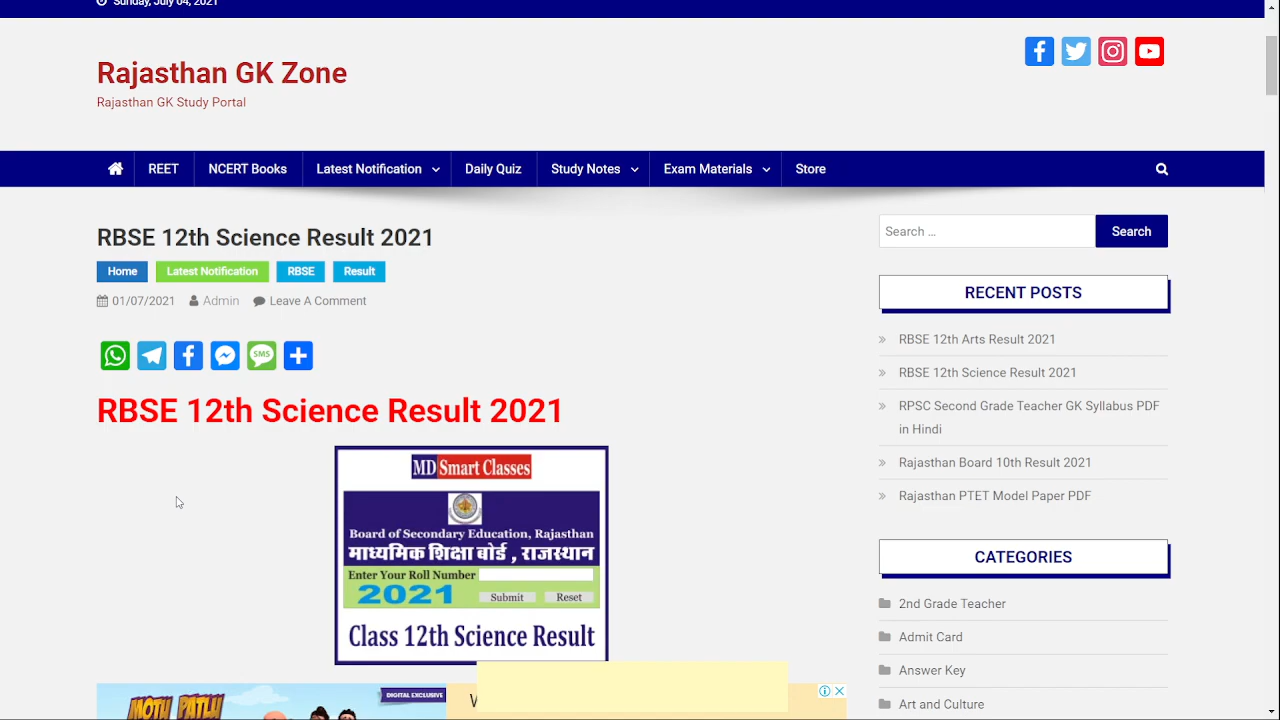 Sunday, July 04, 2021
Rajasthan GK Zone
Rajasthan GK Study Portal
REET
NCERT Books
Latest Notification
Daily Quiz
Study Notes
Exam Materials
Store
RBSE 12th Science Result 2021
Home
Latest Notification
RBSE
Result
01/07/2021
Admin
Leave A Comment
SMS
RBSE 12th Science Result 2021
MD Smart Classes
Board of Secondary Education, Rajasthan
माध्यमिक शिक्षा बोर्ड , राजस्थान
Enter Your Roll Number
2021
Submit
Reset
Class 12th Science Result
MOTU PATLU
DIGITAL EXCLUSIVE
Search ...
Search
RECENT POSTS
RBSE 12th Arts Result 2021
RBSE 12th Science Result 2021
RPSC Second Grade Teacher GK Syllabus PDF
in Hindi
Rajasthan Board 10th Result 2021
Rajasthan PTET Model Paper PDF
CATEGORIES
2nd Grade Teacher
Admit Card
Answer Key
Art and Culture